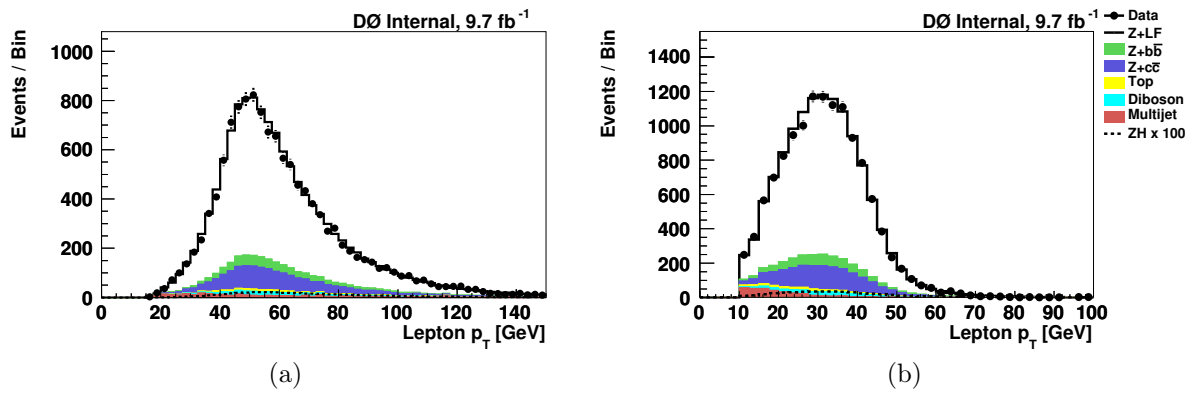 DØ Internal, 9.7 fb-1
Events / Bin
1000
800
600
400
200
0
0 20 40 60 80 100 120 140
Lepton pT [GeV]
(a)
DØ Internal, 9.7 fb-1
Events / Bin
1400
1200
1000
800
600
400
200
0
0 10 20 30 40 50 60 70 80 90 100
Lepton pT [GeV]
(b)
Data
Z+LF
Z+bb̅
Z+cc̅
Top
Diboson
Multijet
ZH x 100